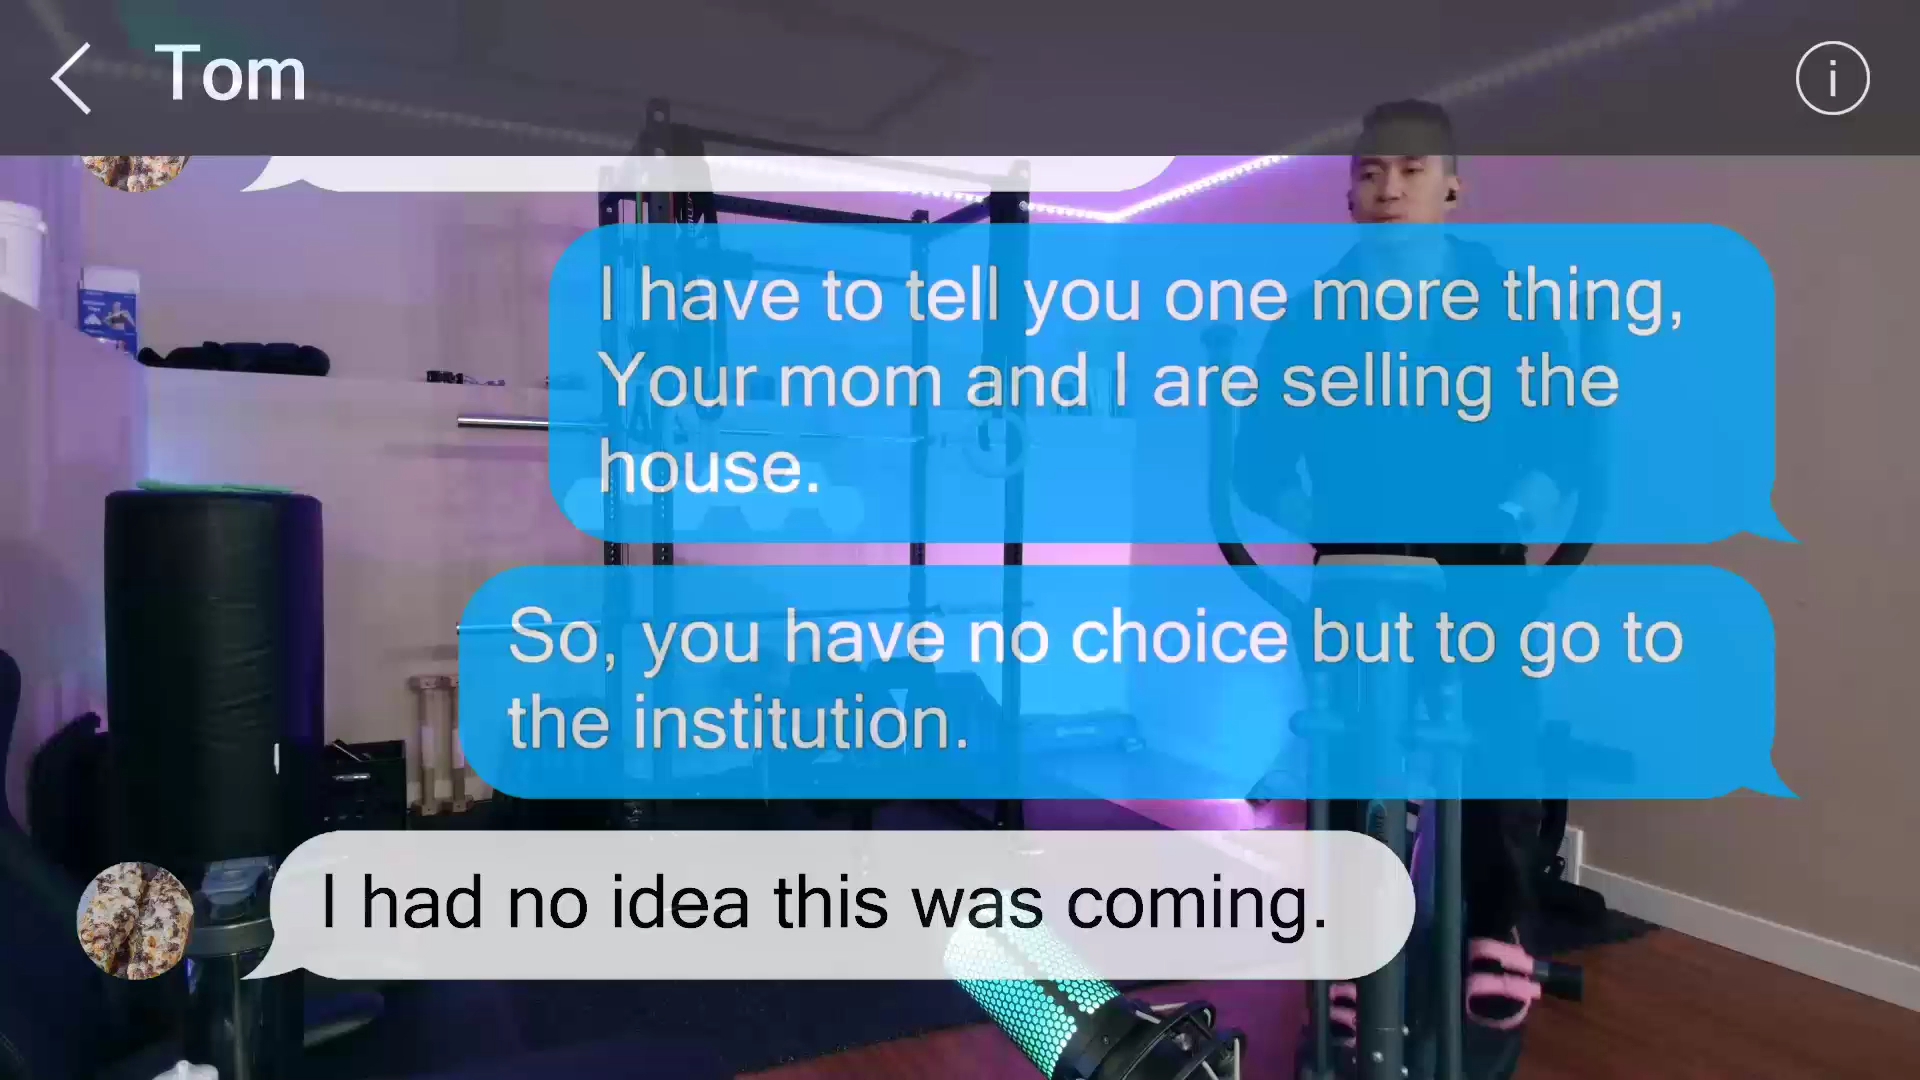 Tom
I have to tell you one more thing,
Your mom and I are selling the
house.
So, you have no choice but to go to
the institution.
I had no idea this was coming.